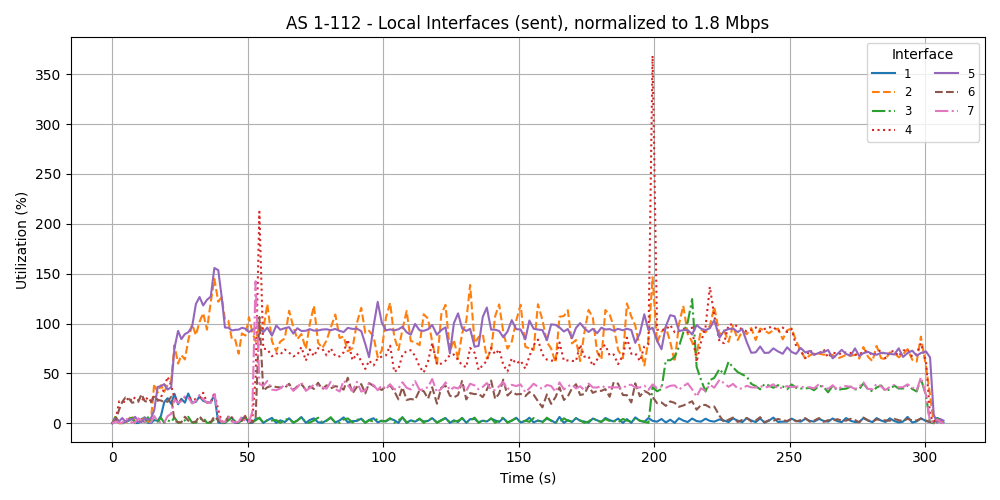 AS 1-112 - Local Interfaces (sent), normalized to 1.8 Mbps
Utilization (%)
350
300
250
200
150
100
50
0
0 50 100 150 200 250 300
Time (s)
Interface
1 5
2 6
3 7
4